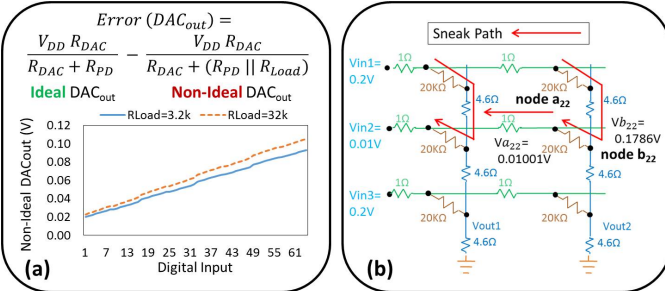 Error (DACout) =
VDD RDAC
RDAC + RPD
−
VDD RDAC
RDAC + (RPD || RLoad)
Ideal DACout
Non-Ideal DACout
RLoad=3.2k
RLoad=32k
Non-Ideal DACout (V)
0.12
0.10
0.08
0.06
0.04
0.02
0.00
1 7 13 19 25 31 37 43 49 55 61
Digital Input
(a)
Sneak Path
Vin1=
0.2V
1Ω
1Ω
20KΩ
20KΩ
4.6Ω
4.6Ω
node a22
Vin2=
0.01V
1Ω
1Ω
20KΩ
20KΩ
Va22=
0.01001V
Vb22=
0.1786V
node b22
4.6Ω
4.6Ω
Vin3=
0.2V
1Ω
1Ω
20KΩ
20KΩ
Vout1
Vout2
4.6Ω
4.6Ω
(b)